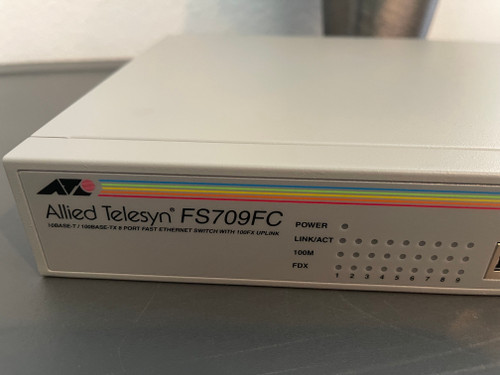 Allied Telesyn® FS709FC
10BASE-T / 100BASE-TX 8 PORT FAST ETHERNET SWITCH WITH 100FX UPLINK
POWER
LINK/ACT
100M
FDX
1 2 3 4 5 6 7 8 9